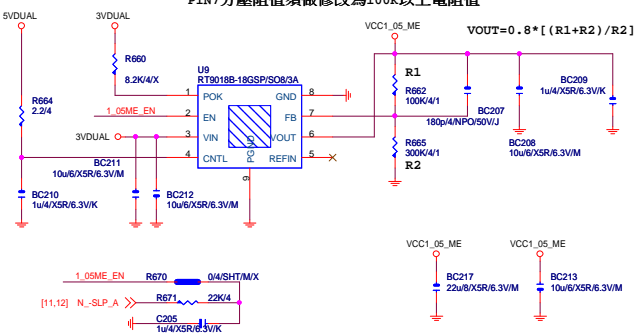 PIN7分壓阻值須做修改為100K以上電阻值
5VDUAL
3VDUAL
VCC1_05_ME
VOUT=0.8*[(R1+R2)/R2]
R660
8.2K/4/X
U9
RT9018B-18GSP/SO8/3A
R664
2.2/4
1 POK GND 8
1_05ME_EN 2 EN FB 7
3VDUAL 3 VIN VOUT 6
4 CNTL REFIN 5
PGND
9
R1
R662
100K/4/1
R665
300K/4/1
R2
BC207
180p/4/NPO/50V/J
BC209
1u/4/X5R/6.3V/K
BC208
10u/6/X5R/6.3V/M
BC211
10u/6/X5R/6.3V/M
BC210
1u/4/X5R/6.3V/K
BC212
10u/6/X5R/6.3V/M
1_05ME_EN R670 0/4/SHT/M/X
[11,12] N_-SLP_A R671 22K/4
C205
1u/4/X5R/6.3V/K
VCC1_05_ME
BC217
22u/8/X5R/6.3V/M
VCC1_05_ME
BC213
10u/6/X5R/6.3V/M